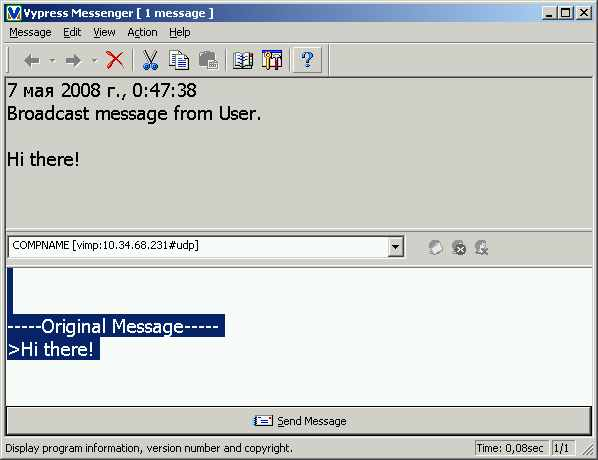 Vypress Messenger [ 1 message ]
Message Edit View Action Help
7 мая 2008 г., 0:47:38
Broadcast message from User.
Hi there!
COMPNAME [vimp:10.34.68.231#udp]
-----Original Message-----
>Hi there!
Send Message
Display program information, version number and copyright.
Time: 0,08sec
1/1